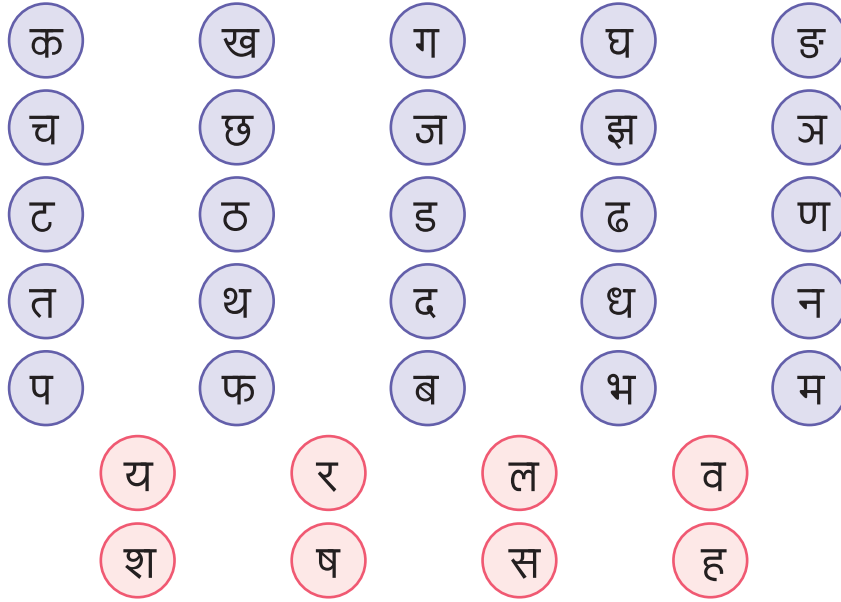 क ख ग घ ङ
च छ ज झ ञ
ट ठ ड ढ ण
त थ द ध न
प फ ब भ म
य र ल व
श ष स ह